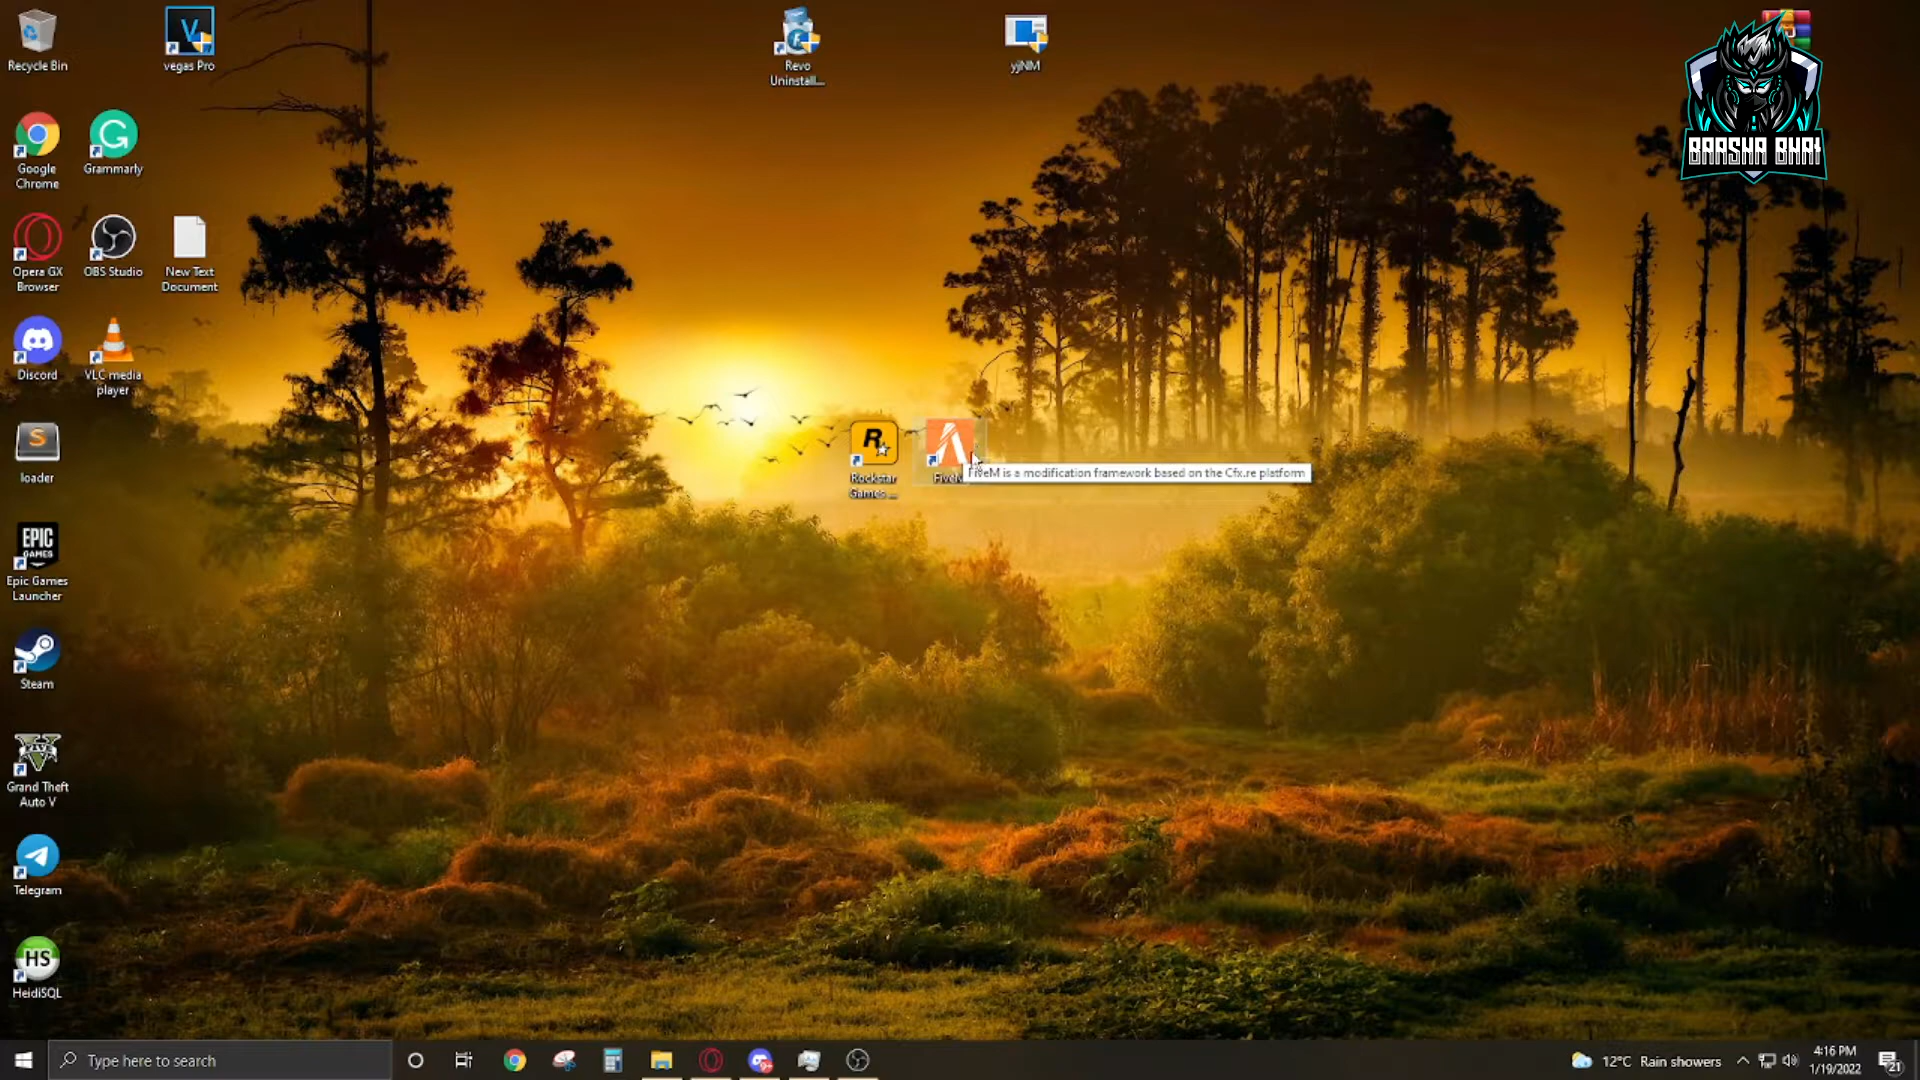 Recycle Bin
vegas Pro
Revo
Uninstall...
yjNM
BAASHA BHAI
Google
Chrome
Grammarly
Opera GX
Browser
OBS Studio
New Text
Document
Discord
VLC media
player
S
loader
R
Rockstar
Games ...
FiveM is a modification framework based on the Cfx.re platform
EPIC
GAMES
Epic Games
Launcher
Steam
FIVE
Grand Theft
Auto V
Telegram
HS
HeidiSQL
Type here to search
12°C Rain showers
4:16 PM
1/19/2022
21